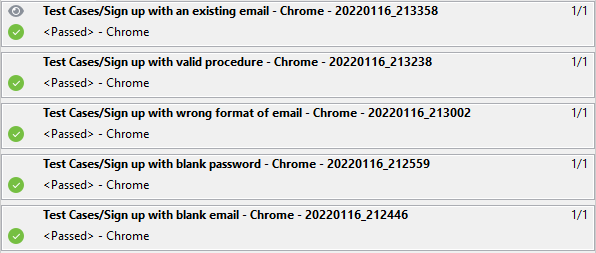 Test Cases/Sign up with an existing email - Chrome - 20220116_213358 1/1
<Passed> - Chrome
Test Cases/Sign up with valid procedure - Chrome - 20220116_213238 1/1
<Passed> - Chrome
Test Cases/Sign up with wrong format of email - Chrome - 20220116_213002 1/1
<Passed> - Chrome
Test Cases/Sign up with blank password - Chrome - 20220116_212559 1/1
<Passed> - Chrome
Test Cases/Sign up with blank email - Chrome - 20220116_212446 1/1
<Passed> - Chrome